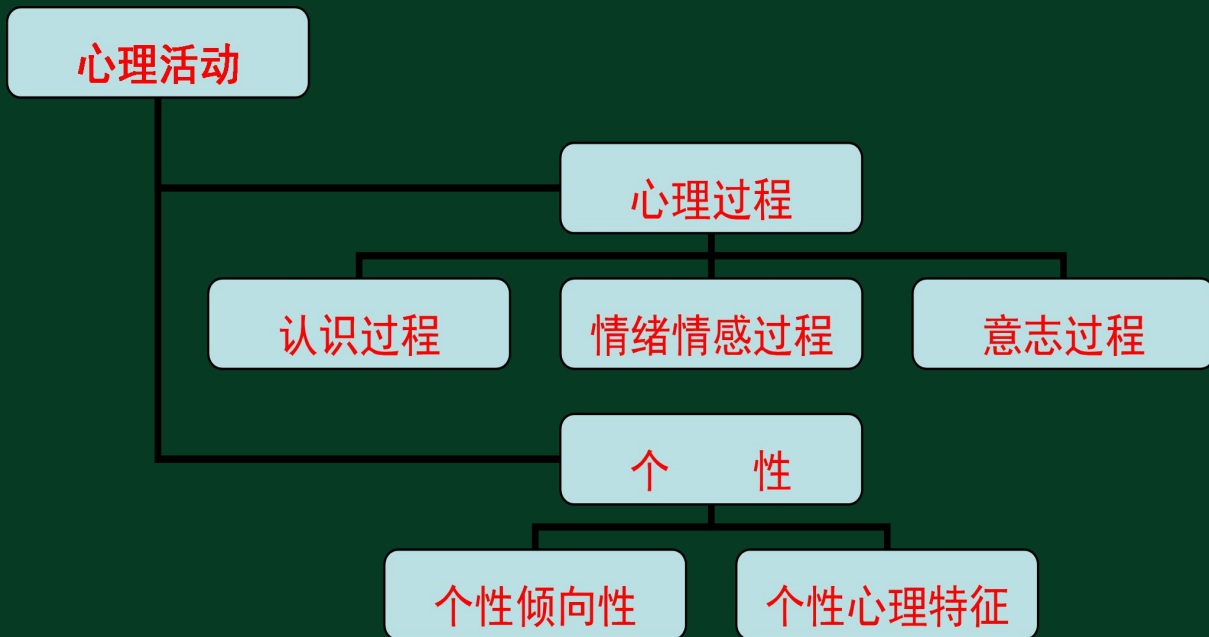 心理活动
心理过程
认识过程
情绪情感过程
意志过程
个 性
个性倾向性
个性心理特征